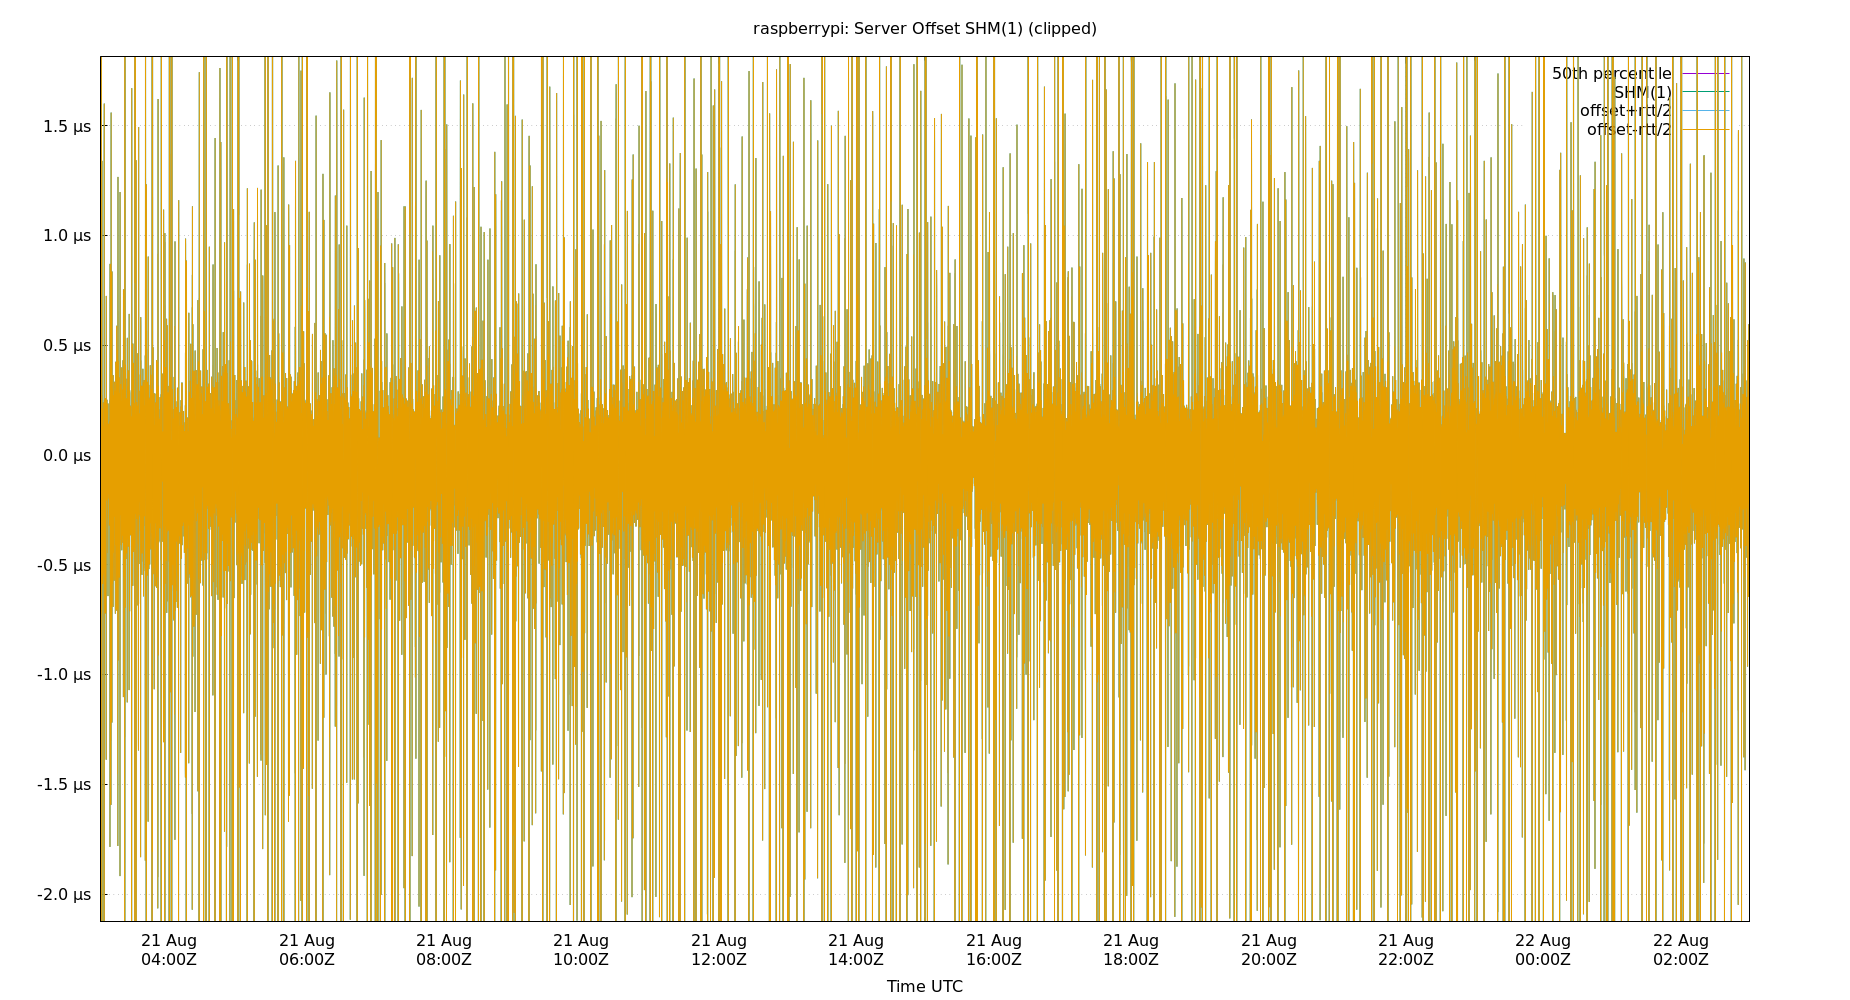 raspberrypi: Server Offset SHM(1) (clipped)
50th percentile
SHM(1)
offset+rtt/2
offset-rtt/2
1.5 µs
1.0 µs
0.5 µs
0.0 µs
-0.5 µs
-1.0 µs
-1.5 µs
-2.0 µs
21 Aug 21 Aug 21 Aug 21 Aug 21 Aug 21 Aug 21 Aug 21 Aug 21 Aug 21 Aug 22 Aug 22 Aug
04:00Z 06:00Z 08:00Z 10:00Z 12:00Z 14:00Z 16:00Z 18:00Z 20:00Z 22:00Z 00:00Z 02:00Z
Time UTC